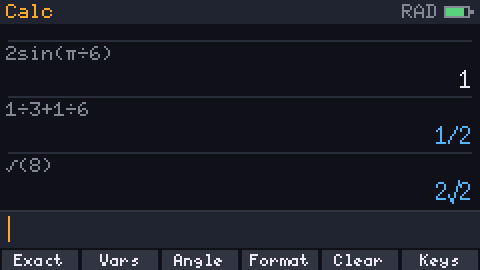 Calc RAD
2sin(π÷6)
1
1÷3+1÷6
1/2
√(8)
2√2
Exact Vars Angle Format Clear Keys